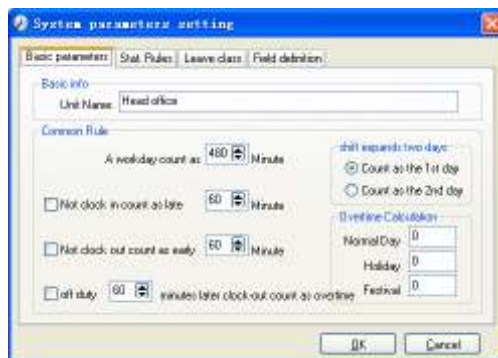 System parameters setting
Basic parameters Stat. Rules Leave class Field definition
Basic info
Unit Name Head office
Common Rule
A workday count as 480 Minute
Not clock in count as late 60 Minute
Not clock out count as early 60 Minute
off duty 60 minutes later clock-out count as overtime
shift expands two days
Count as the 1st day
Count as the 2nd day
Overtime Calculation
Normal Day 0
Holiday 0
Festival 0
OK Cancel